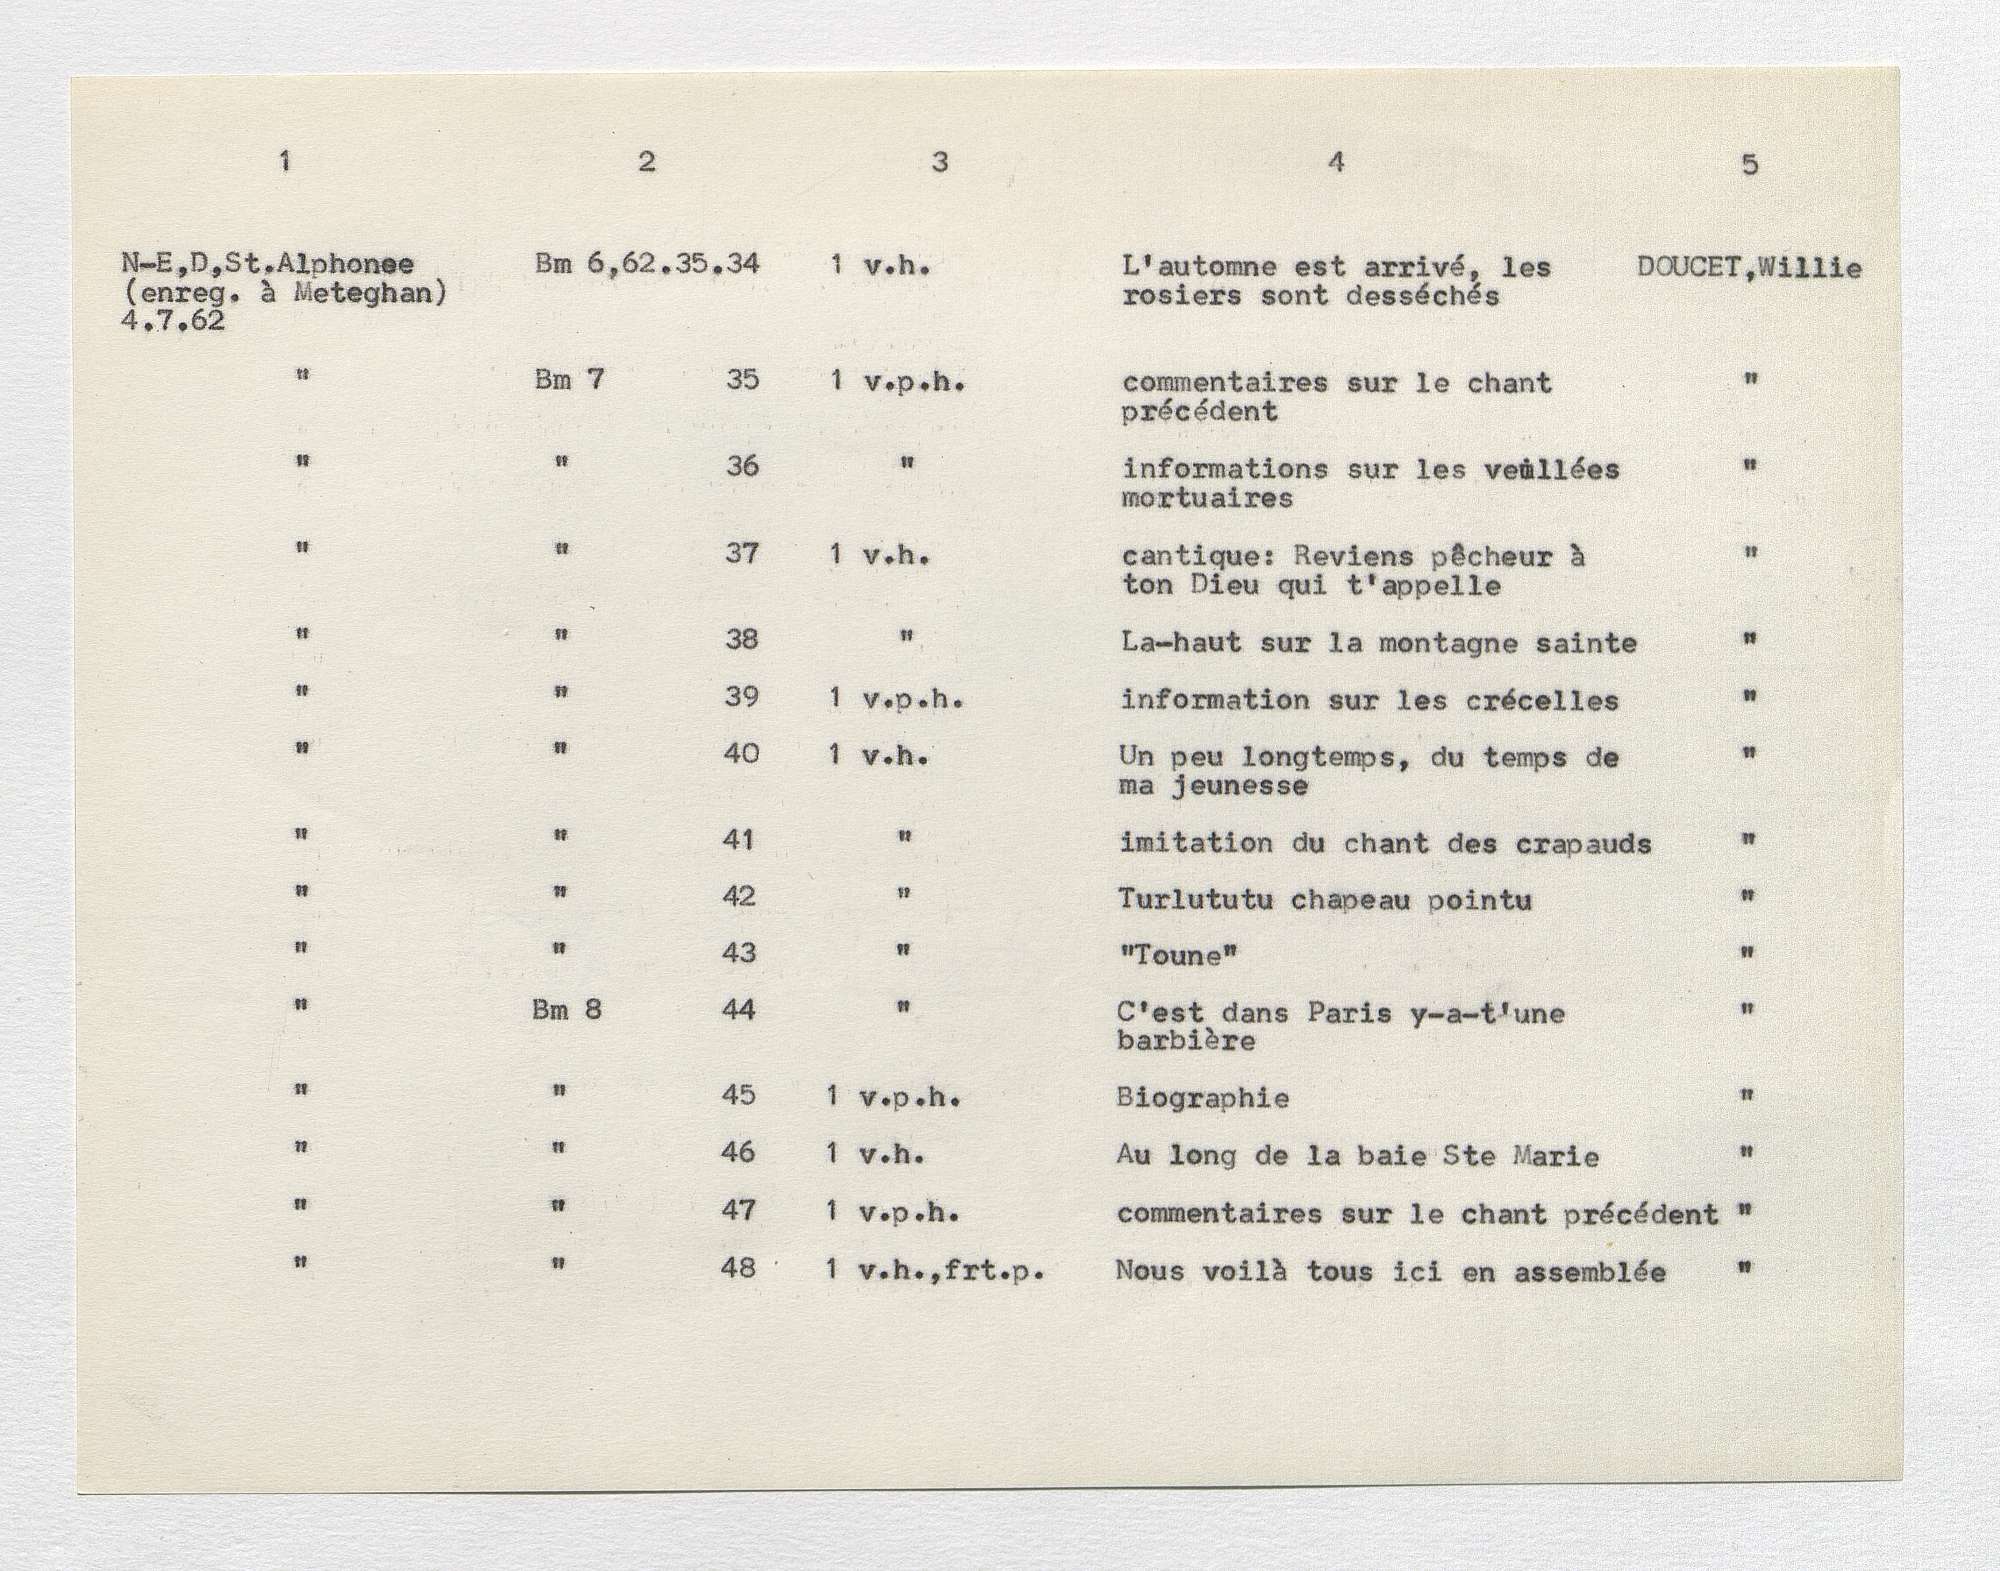 1 2 3 4 5
N-E,D,St.Alphonse Bm 6,62.35.34 1 v.h. L'automne est arrivé, les DOUCET,Willie
(enreg. à Meteghan) rosiers sont desséchés
4.7.62
" Bm 7 35 1 v.p.h. commentaires sur le chant "
précédent
" " 36 " informations sur les veillées "
mortuaires
" " 37 1 v.h. cantique: Reviens pêcheur à "
ton Dieu qui t'appelle
" " 38 " La-haut sur la montagne sainte "
" " 39 1 v.p.h. information sur les crécelles "
" " 40 1 v.h. Un peu longtemps, du temps de "
ma jeunesse
" " 41 " imitation du chant des crapauds "
" " 42 " Turlututu chapeau pointu "
" " 43 " "Toune" "
" Bm 8 44 " C'est dans Paris y-a-t'une "
barbière
" " 45 1 v.p.h. Biographie "
" " 46 1 v.h. Au long de la baie Ste Marie "
" " 47 1 v.p.h. commentaires sur le chant précédent "
" " 48 1 v.h.,frt.p. Nous voilà tous ici en assemblée "